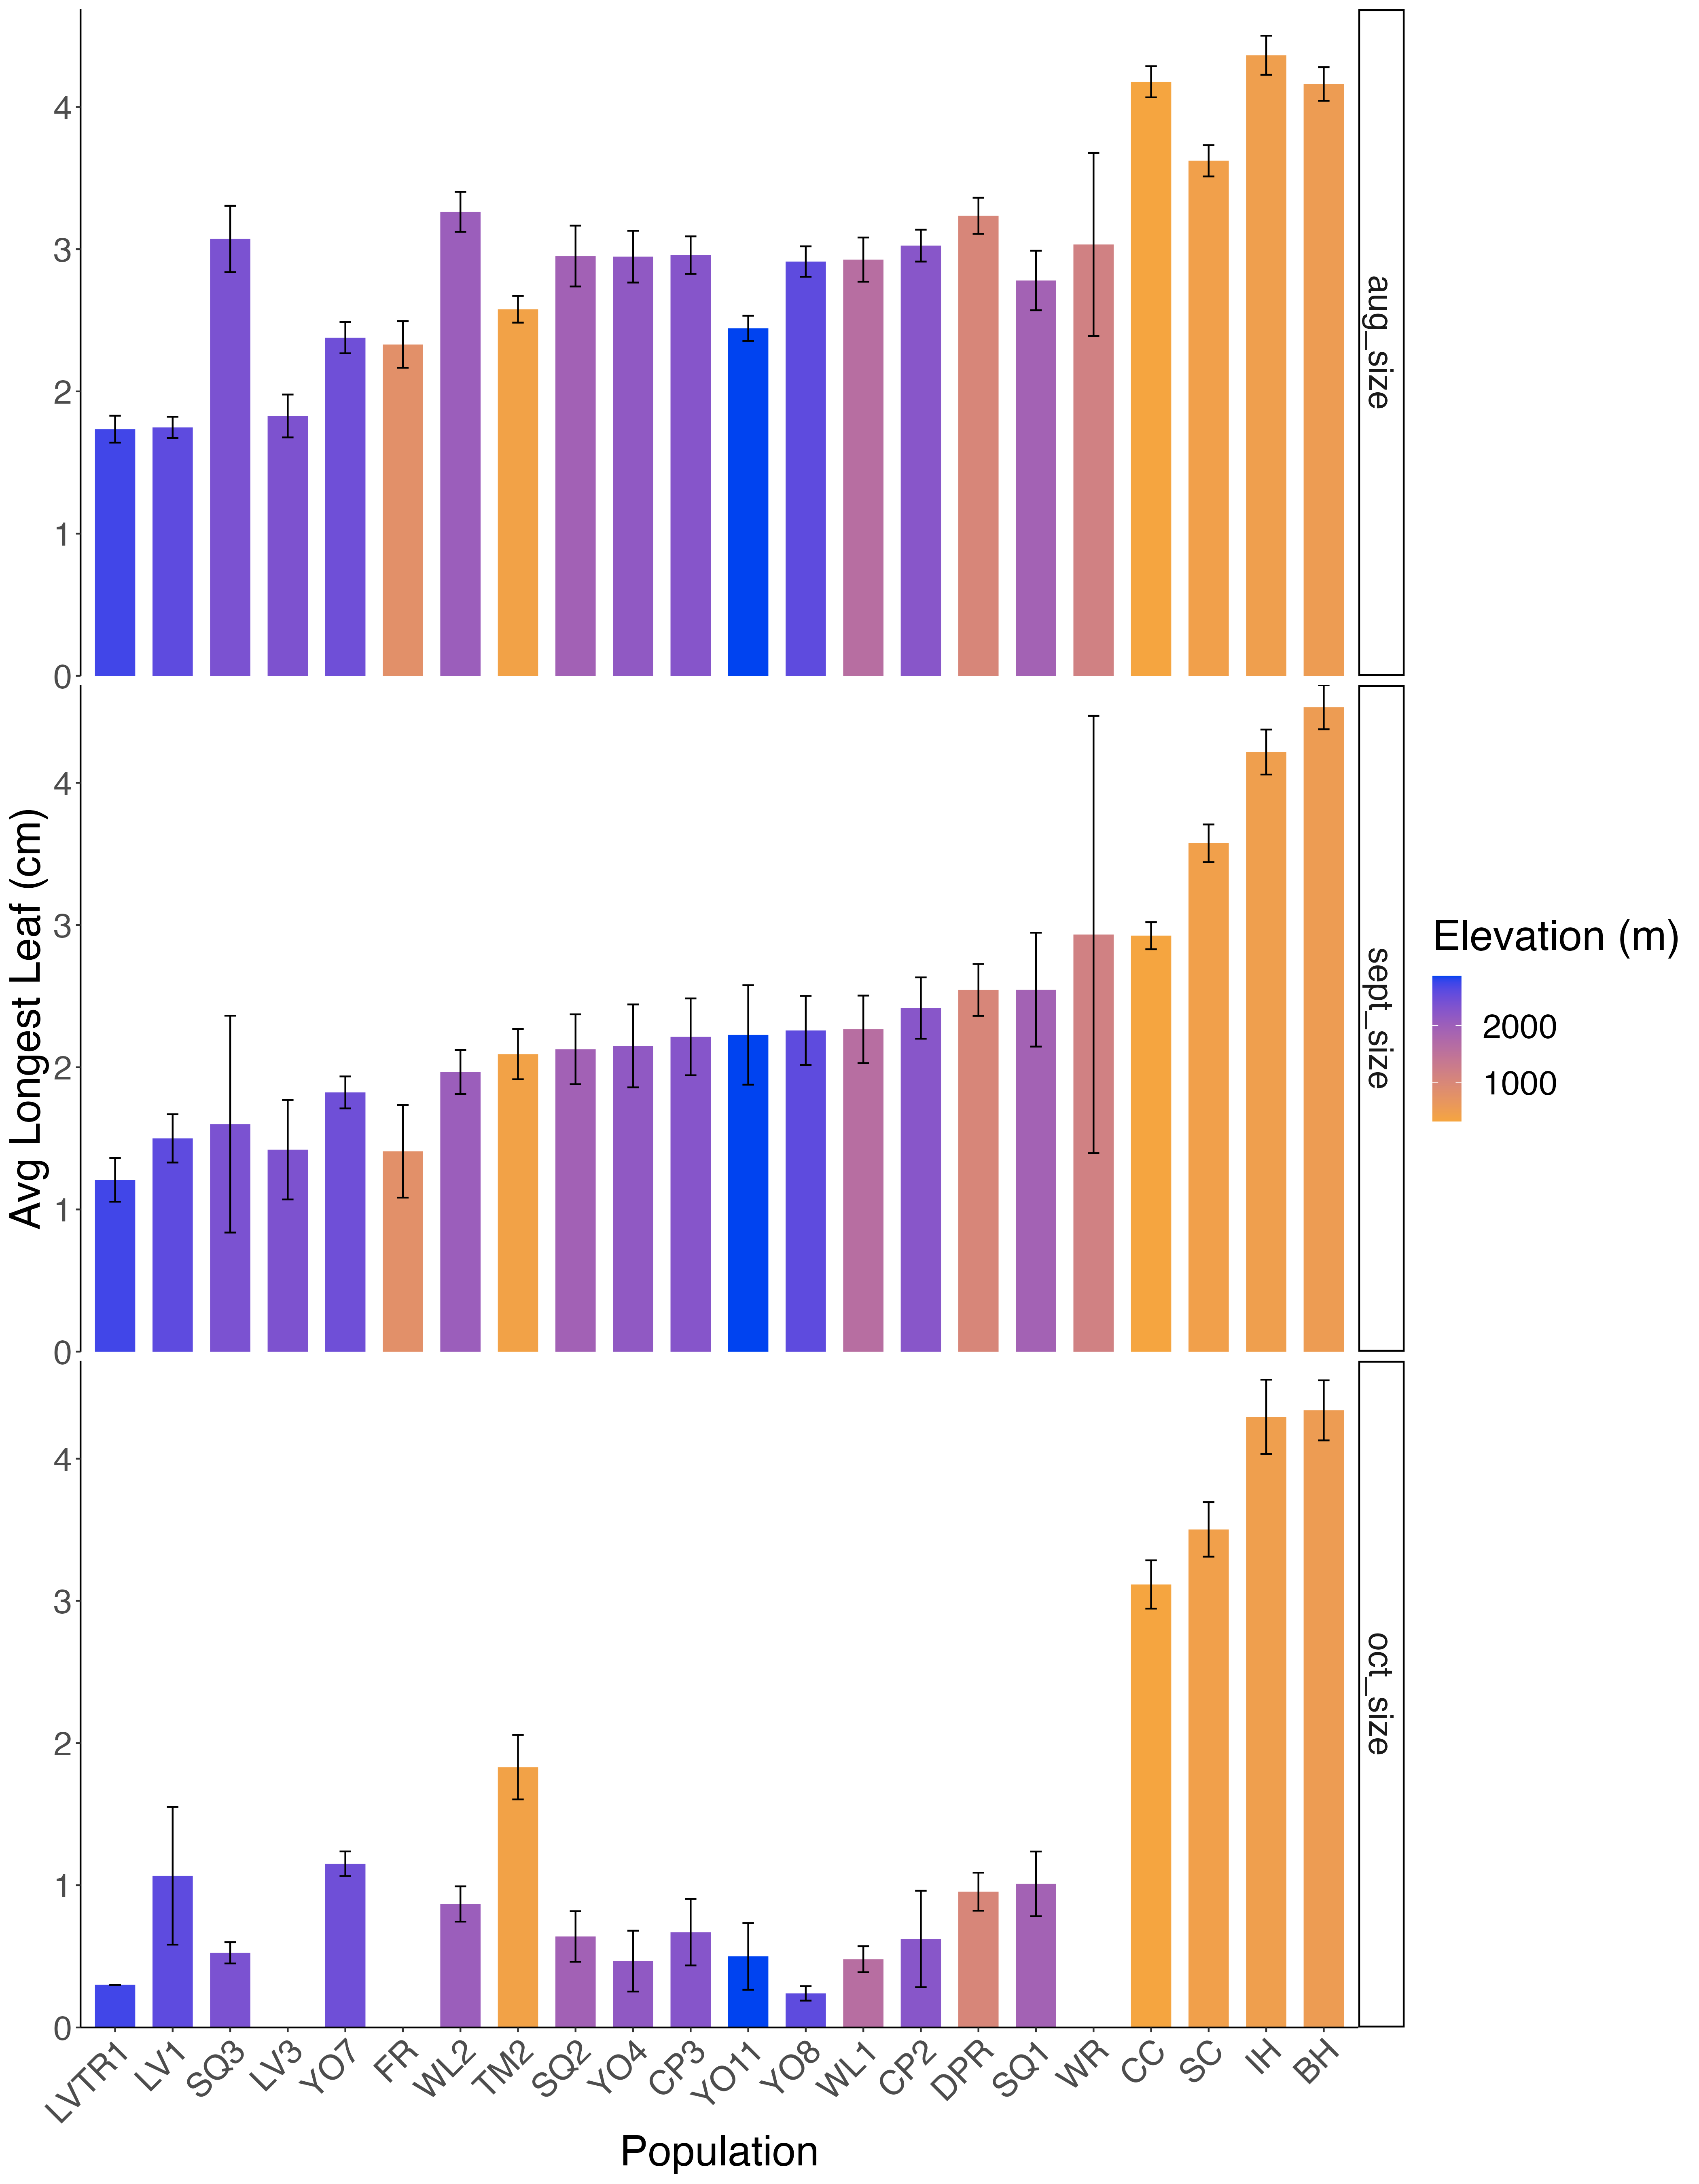 4
3
2
1
0
aug_size
4
3
2
1
0
sept_size
4
3
2
1
0
oct_size
Avg Longest Leaf (cm)
LVTR1 LV1 SQ3 LV3 YO7 FR WL2 TM2 SQ2 YO4 CP3 YO11 YO8 WL1 CP2 DPR SQ1 WR CC SC IH BH
Population
Elevation (m)
2000
1000